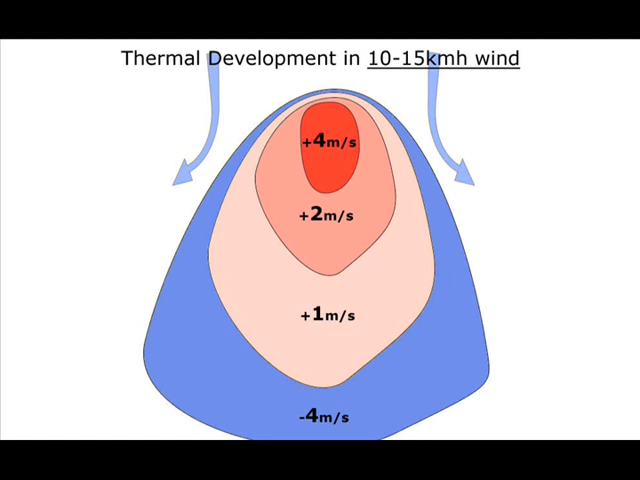 Thermal Development in 10-15kmh wind
+4m/s
+2m/s
+1m/s
-4m/s